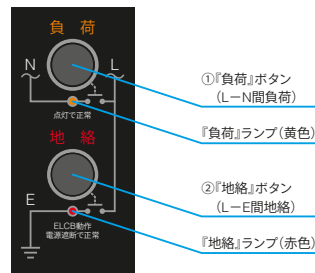 負 荷
N L
点灯で正常
地 絡
E
ELCB動作
電源遮断で正常
①『負荷』ボタン
(L－N間負荷)
『負荷』ランプ(黄色)
②『地絡』ボタン
(L－E間地絡)
『地絡』ランプ(赤色)